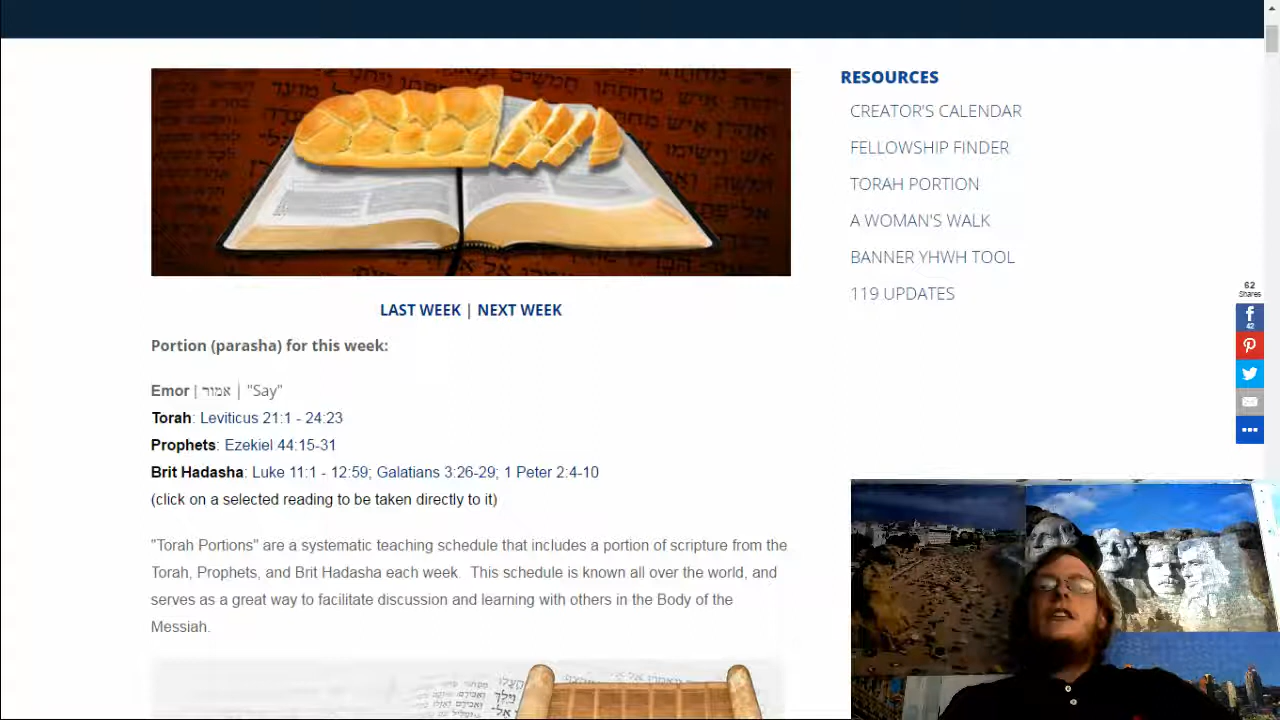 RESOURCES
CREATOR'S CALENDAR
FELLOWSHIP FINDER
TORAH PORTION
A WOMAN'S WALK
BANNER YHWH TOOL
119 UPDATES
62
Shares
42
LAST WEEK | NEXT WEEK
Portion (parasha) for this week:
Emor | אמור | "Say"
Torah: Leviticus 21:1 - 24:23
Prophets: Ezekiel 44:15-31
Brit Hadasha: Luke 11:1 - 12:59; Galatians 3:26-29; 1 Peter 2:4-10
(click on a selected reading to be taken directly to it)
"Torah Portions" are a systematic teaching schedule that includes a portion of scripture from the
Torah, Prophets, and Brit Hadasha each week. This schedule is known all over the world, and
serves as a great way to facilitate discussion and learning with others in the Body of the
Messiah.